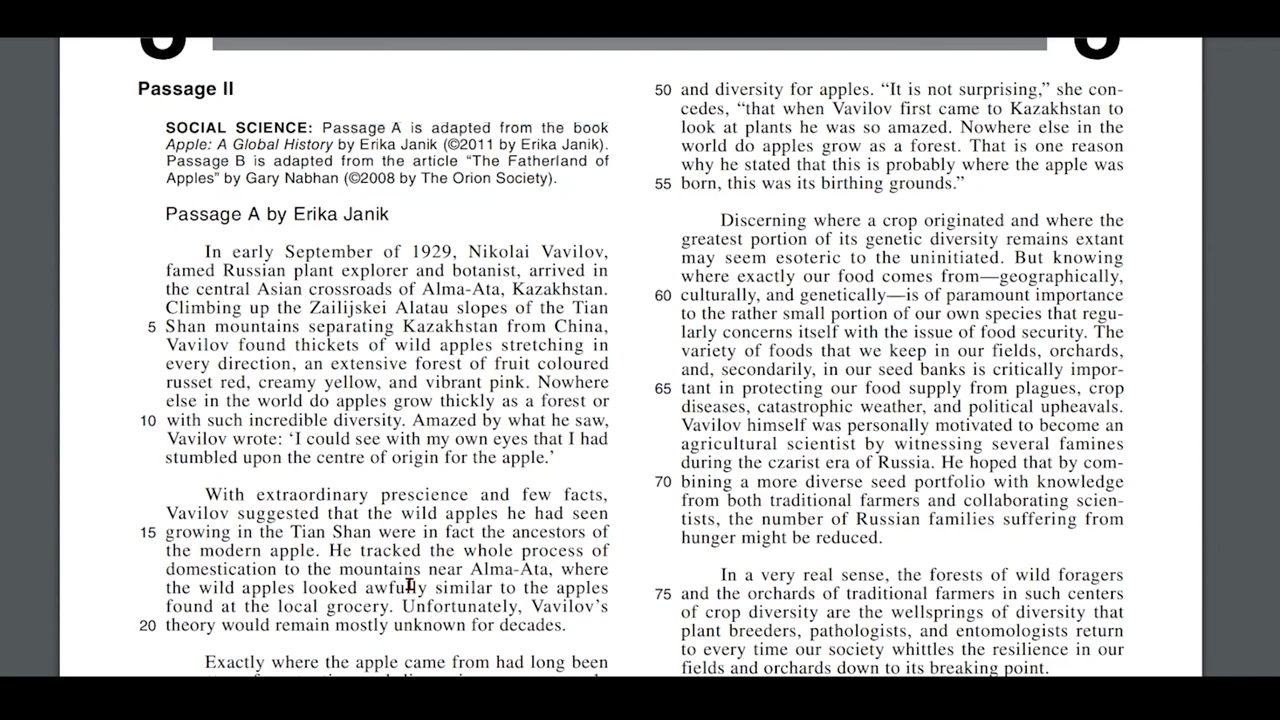 Passage II
SOCIAL SCIENCE: Passage A is adapted from the book
Apple: A Global History by Erika Janik (©2011 by Erika Janik).
Passage B is adapted from the article “The Fatherland of
Apples” by Gary Nabhan (©2008 by The Orion Society).
Passage A by Erika Janik
In early September of 1929, Nikolai Vavilov,
famed Russian plant explorer and botanist, arrived in
the central Asian crossroads of Alma-Ata, Kazakhstan.
Climbing up the Zailijskei Alatau slopes of the Tian
5 Shan mountains separating Kazakhstan from China,
Vavilov found thickets of wild apples stretching in
every direction, an extensive forest of fruit coloured
russet red, creamy yellow, and vibrant pink. Nowhere
else in the world do apples grow thickly as a forest or
10 with such incredible diversity. Amazed by what he saw,
Vavilov wrote: ‘I could see with my own eyes that I had
stumbled upon the centre of origin for the apple.’
With extraordinary prescience and few facts,
Vavilov suggested that the wild apples he had seen
15 growing in the Tian Shan were in fact the ancestors of
the modern apple. He tracked the whole process of
domestication to the mountains near Alma-Ata, where
the wild apples looked awfully similar to the apples
found at the local grocery. Unfortunately, Vavilov’s
20 theory would remain mostly unknown for decades.
Exactly where the apple came from had long been
50 and diversity for apples. “It is not surprising,” she con-
cedes, “that when Vavilov first came to Kazakhstan to
look at plants he was so amazed. Nowhere else in the
world do apples grow as a forest. That is one reason
why he stated that this is probably where the apple was
55 born, this was its birthing grounds.”
Discerning where a crop originated and where the
greatest portion of its genetic diversity remains extant
may seem esoteric to the uninitiated. But knowing
where exactly our food comes from—geographically,
60 culturally, and genetically—is of paramount importance
to the rather small portion of our own species that regu-
larly concerns itself with the issue of food security. The
variety of foods that we keep in our fields, orchards,
and, secondarily, in our seed banks is critically impor-
65 tant in protecting our food supply from plagues, crop
diseases, catastrophic weather, and political upheavals.
Vavilov himself was personally motivated to become an
agricultural scientist by witnessing several famines
during the czarist era of Russia. He hoped that by com-
70 bining a more diverse seed portfolio with knowledge
from both traditional farmers and collaborating scien-
tists, the number of Russian families suffering from
hunger might be reduced.
In a very real sense, the forests of wild foragers
75 and the orchards of traditional farmers in such centers
of crop diversity are the wellsprings of diversity that
plant breeders, pathologists, and entomologists return
to every time our society whittles the resilience in our
fields and orchards down to its breaking point.